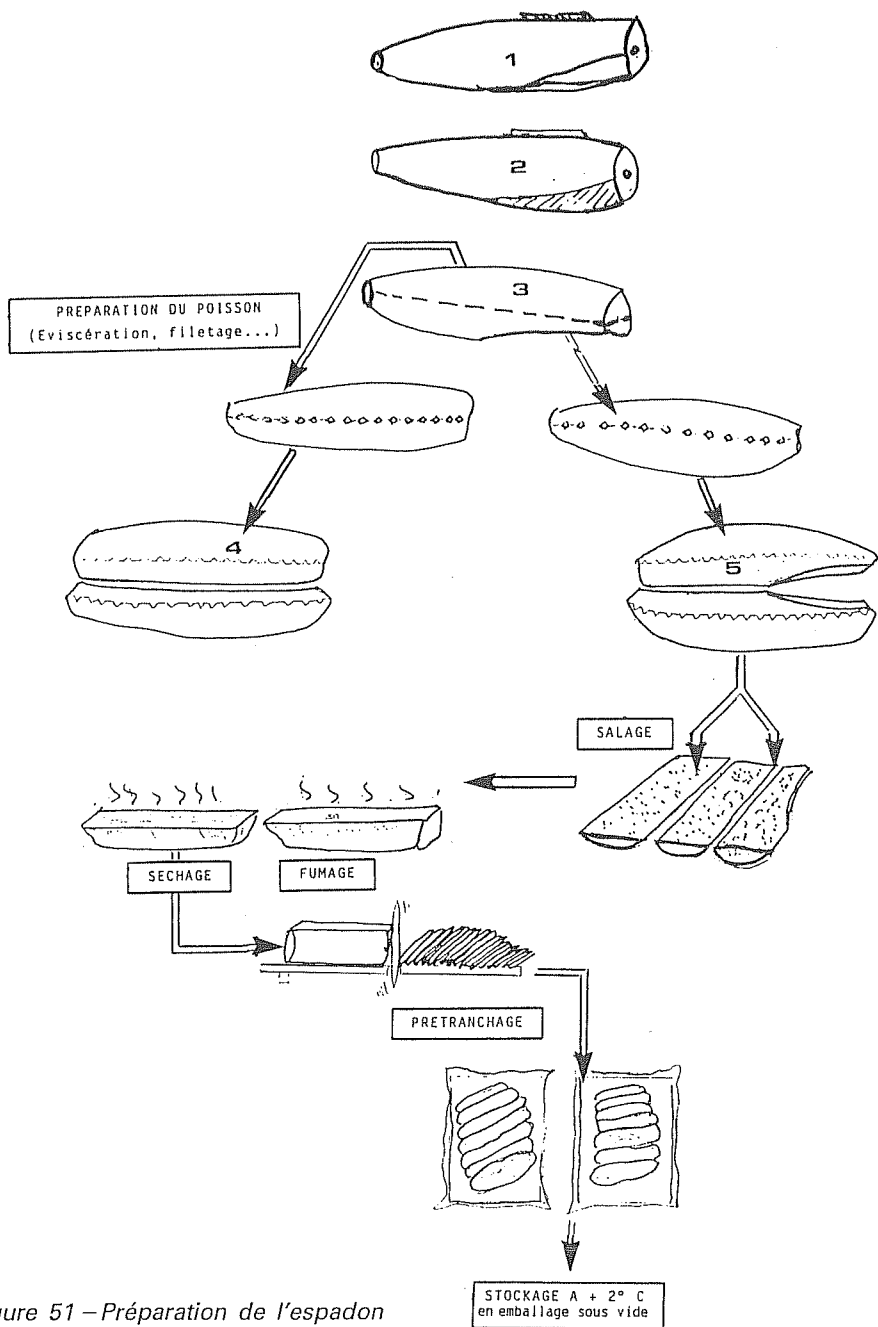 1
2
3
PREPARATION DU POISSON
(Eviscération, filetage...)
4
5
SALAGE
SECHAGE
FUMAGE
PRETRANCHAGE
STOCKAGE A + 2° C
en emballage sous vide
ure 51 – Préparation de l'espadon